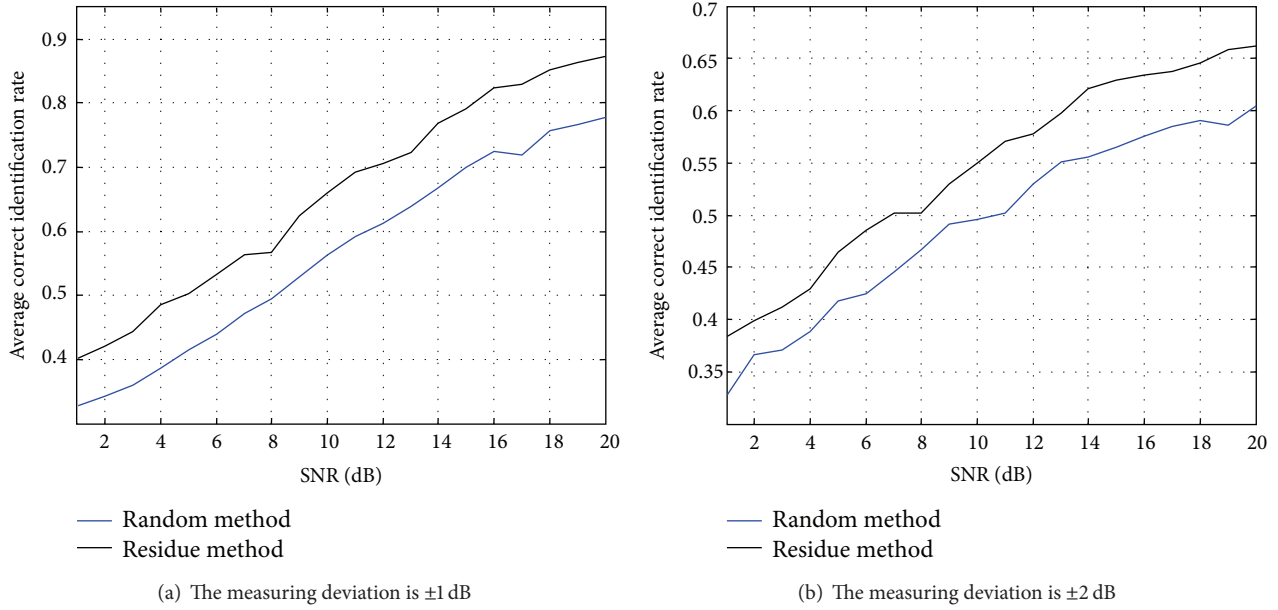 Average correct identification rate
0.9
0.8
0.7
0.6
0.5
0.4
2 4 6 8 10 12 14 16 18 20
SNR (dB)
Random method
Residue method
(a) The measuring deviation is ±1 dB
Average correct identification rate
0.7
0.65
0.6
0.55
0.5
0.45
0.4
0.35
2 4 6 8 10 12 14 16 18 20
SNR (dB)
Random method
Residue method
(b) The measuring deviation is ±2 dB